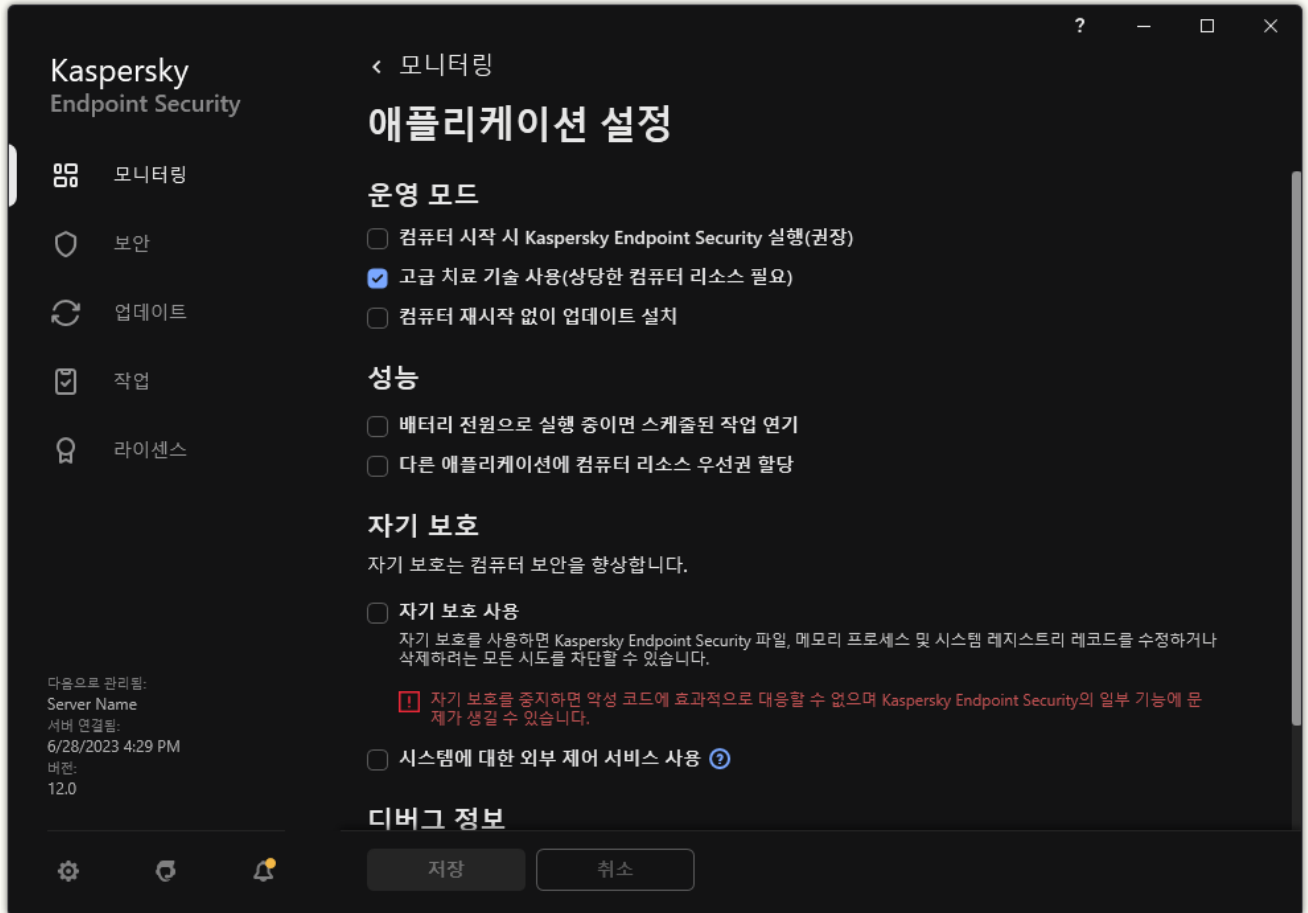 ?
Kaspersky
Endpoint Security
모니터링
보안
업데이트
작업
라이센스
다음으로 관리됨:
Server Name
서버 연결됨:
6/28/2023 4:29 PM
버전:
12.0
모니터링
애플리케이션 설정
운영 모드
컴퓨터 시작 시 Kaspersky Endpoint Security 실행(권장)
고급 치료 기술 사용(상당한 컴퓨터 리소스 필요)
컴퓨터 재시작 없이 업데이트 설치
성능
배터리 전원으로 실행 중이면 스케줄된 작업 연기
다른 애플리케이션에 컴퓨터 리소스 우선권 할당
자기 보호
자기 보호는 컴퓨터 보안을 향상합니다.
자기 보호 사용
자기 보호를 사용하면 Kaspersky Endpoint Security 파일, 메모리 프로세스 및 시스템 레지스트리 레코드를 수정하거나
삭제하려는 모든 시도를 차단할 수 있습니다.
자기 보호를 중지하면 악성 코드에 효과적으로 대응할 수 없으며 Kaspersky Endpoint Security의 일부 기능에 문
제가 생길 수 있습니다.
시스템에 대한 외부 제어 서비스 사용 ?
디버그 정보
저장
취소